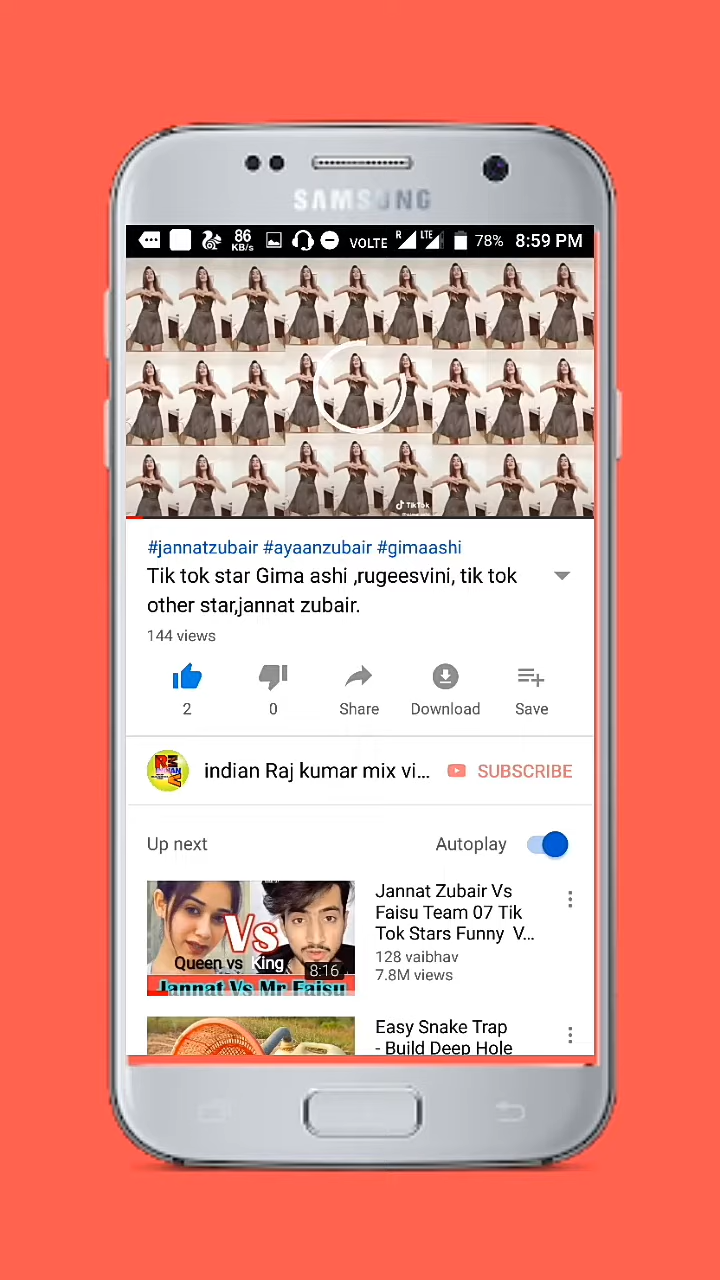 SAMSUNG
86
KB/s
VOLTE R LTE 78% 8:59 PM
TikTok
#jannatzubair #ayaanzubair #gimaashi
Tik tok star Gima ashi ,rugeesvini, tik tok
other star,jannat zubair.
144 views
2
0
Share
Download
Save
indian Raj kumar mix vi...
SUBSCRIBE
Up next
Autoplay
Vs
Queen vs King
8:16
Jannat Vs Mr Faisu
Jannat Zubair Vs
Faisu Team 07 Tik
Tok Stars Funny V...
128 vaibhav
7.8M views
Easy Snake Trap
- Build Deep Hole